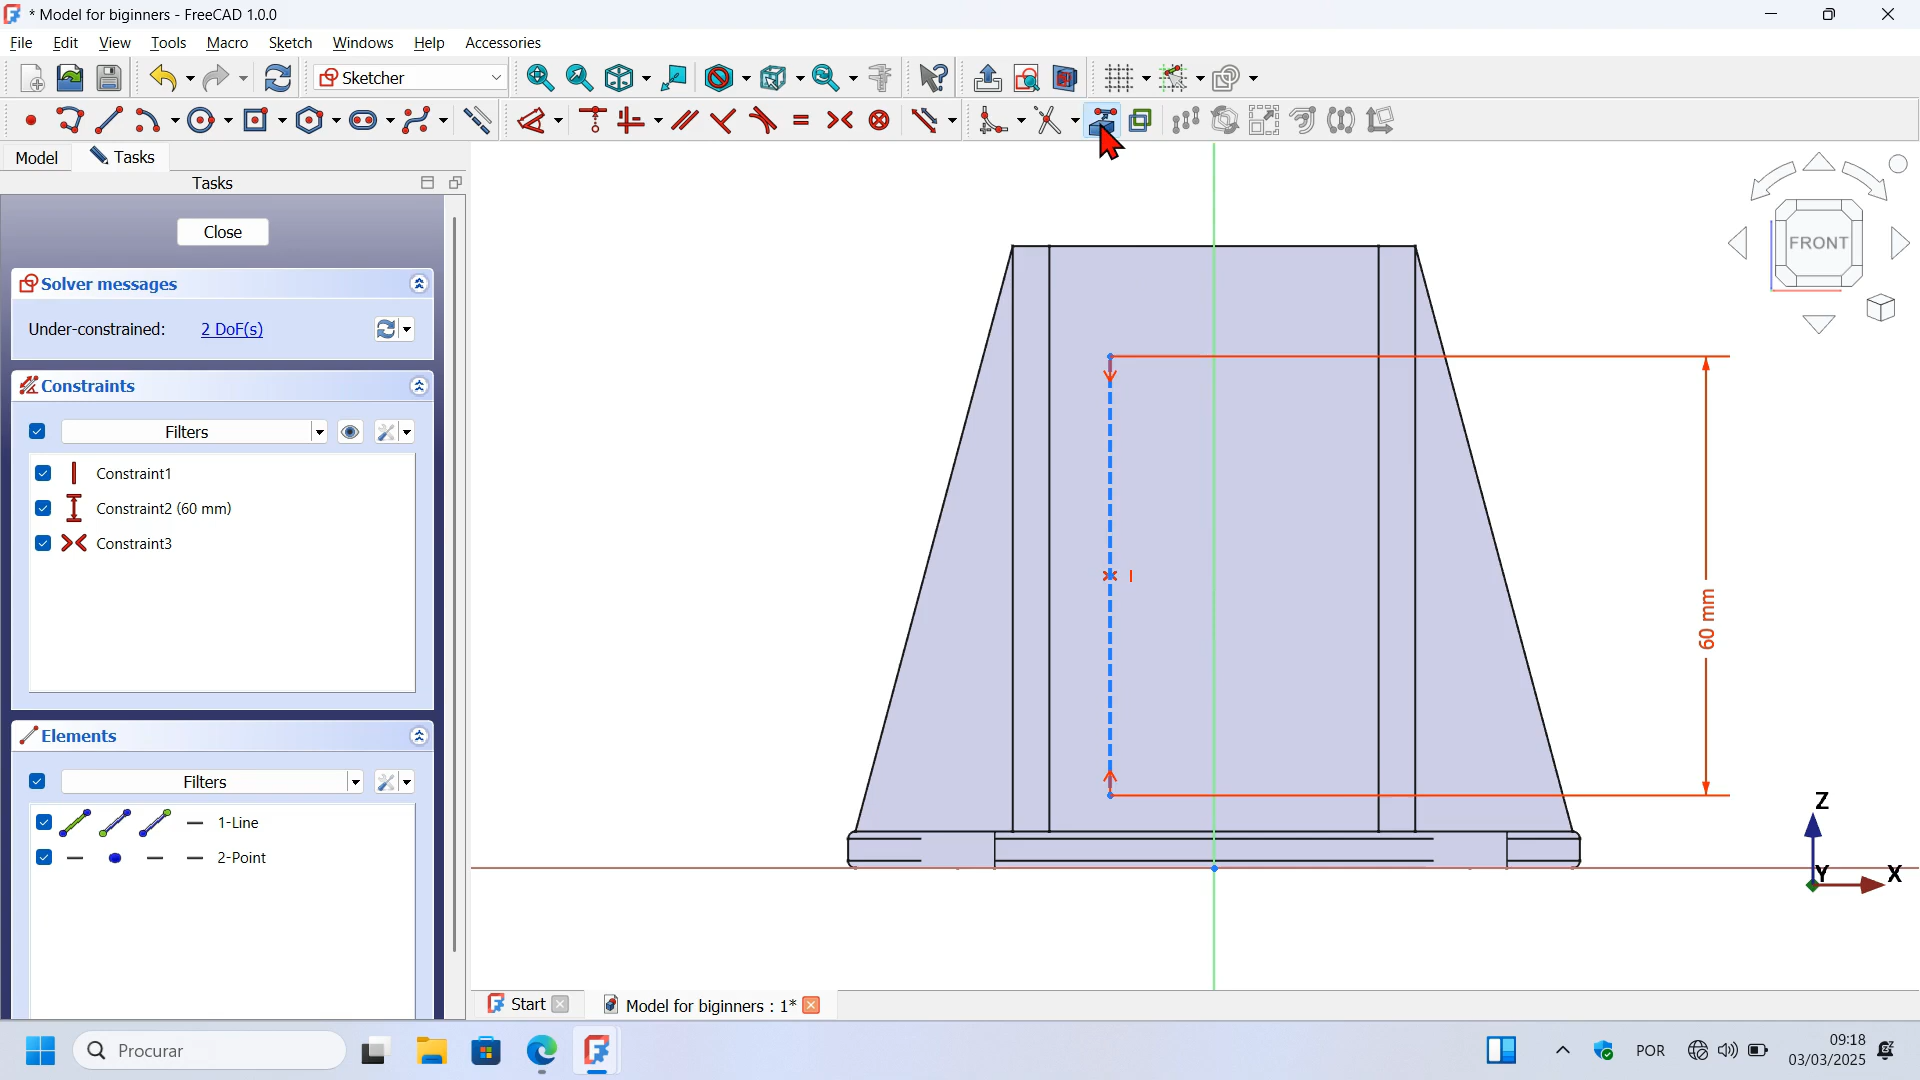 * Model for biginners - FreeCAD 1.0.0
File Edit View Tools Macro Sketch Windows Help Accessories
Sketcher
Model Tasks
Tasks
Close
Solver messages
Under-constrained: 2 DoF(s)
Constraints
Filters
Constraint1
Constraint2 (60 mm)
Constraint3
Elements
Filters
1-Line
2-Point
FRONT
60 mm
Z
Y
X
Start
Model for biginners : 1*
Procurar
POR
09:18
03/03/2025